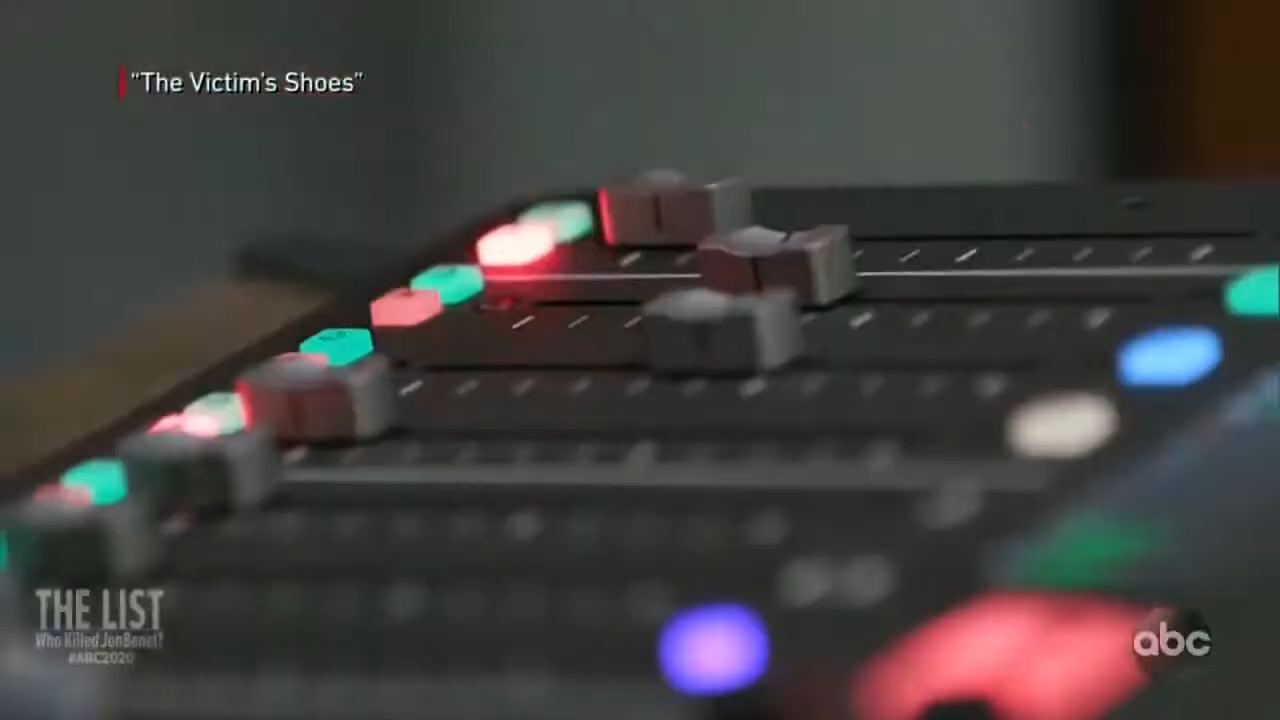 "The Victim's Shoes"
THE LIST
Who Killed JonBenet?
#ABC2020
abc